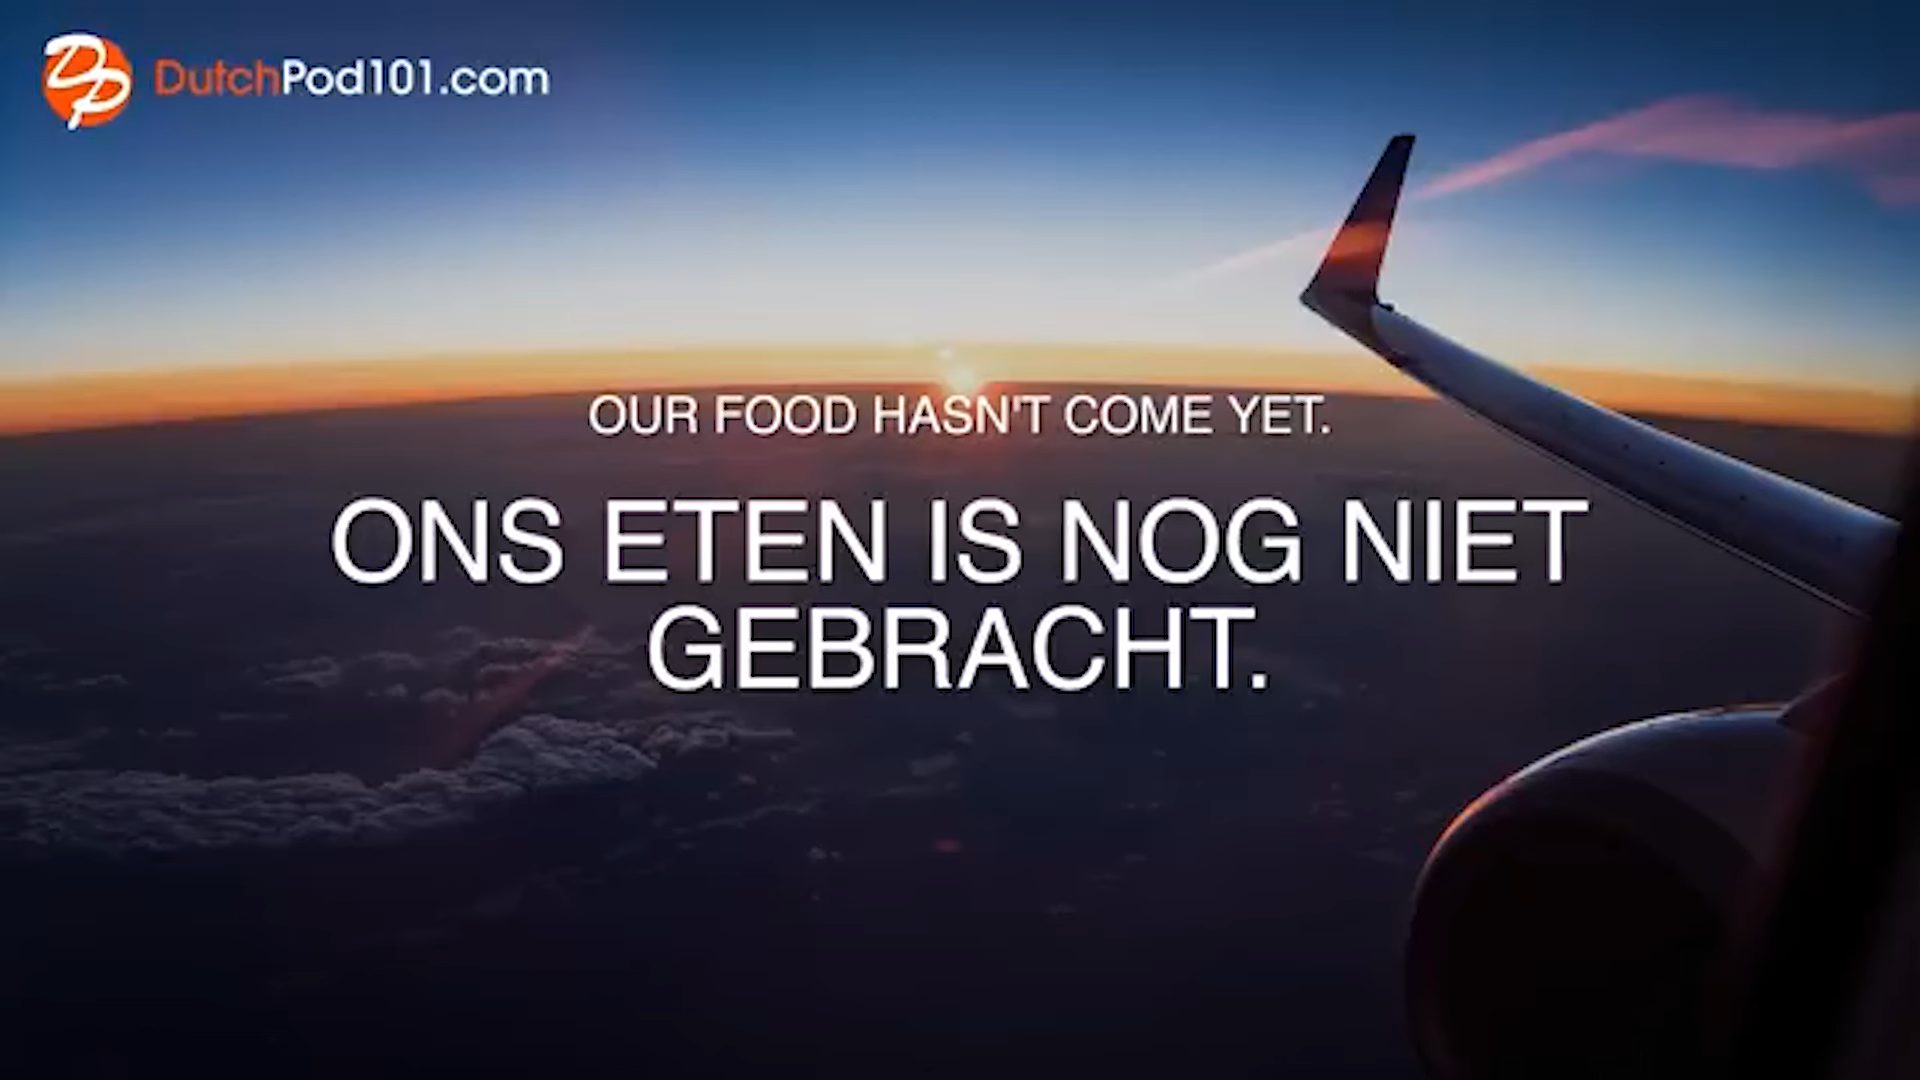 DutchPod101.com
OUR FOOD HASN'T COME YET.
ONS ETEN IS NOG NIET
GEBRACHT.